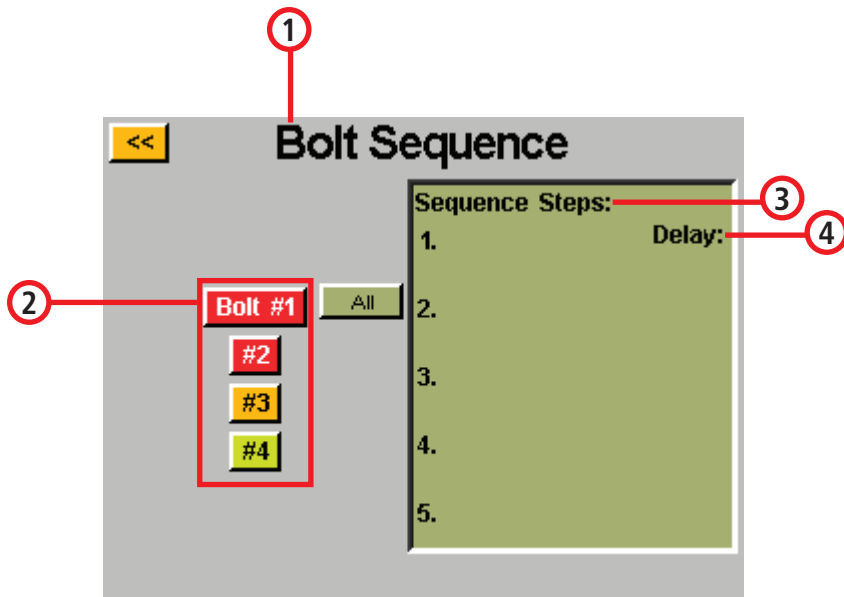 1
<< Bolt Sequence
Sequence Steps: 3
1. Delay: 4
2 Bolt #1 All 2.
#2
3.
#3
#4 4.
5.